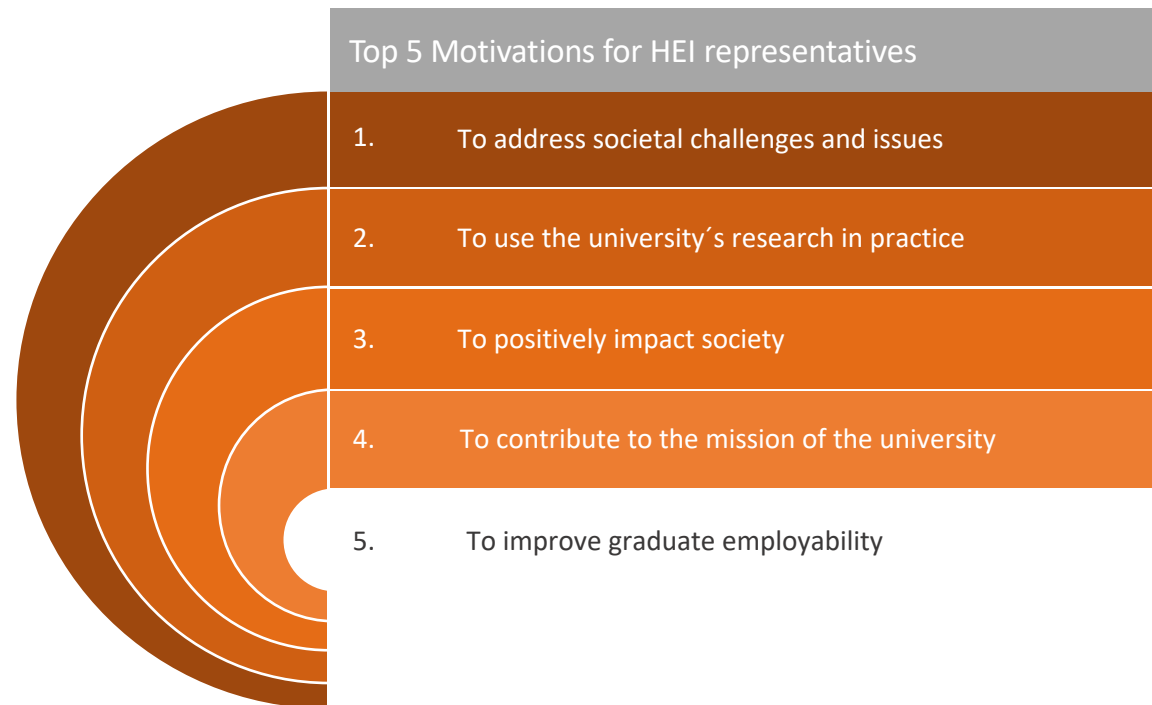 Top 5 Motivations for HEI representatives
1. To address societal challenges and issues
2. To use the university´s research in practice
3. To positively impact society
4. To contribute to the mission of the university
5. To improve graduate employability